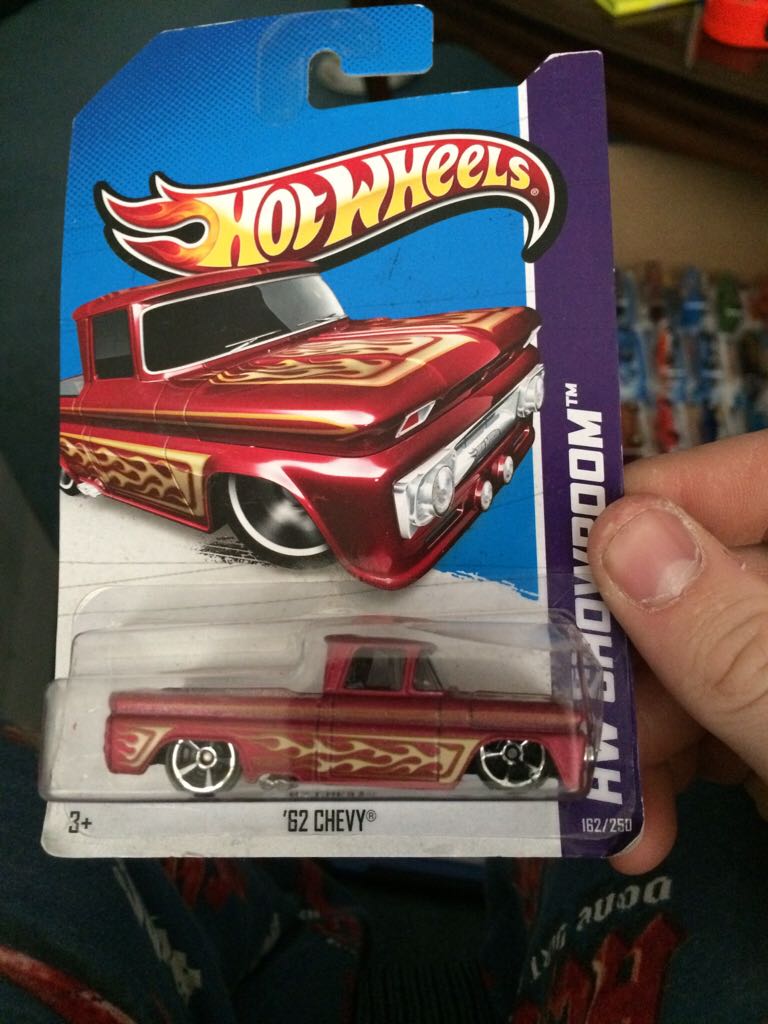 HOT WHEELS®
HW SHOWROOM™
3+
'62 CHEVY®
162/250